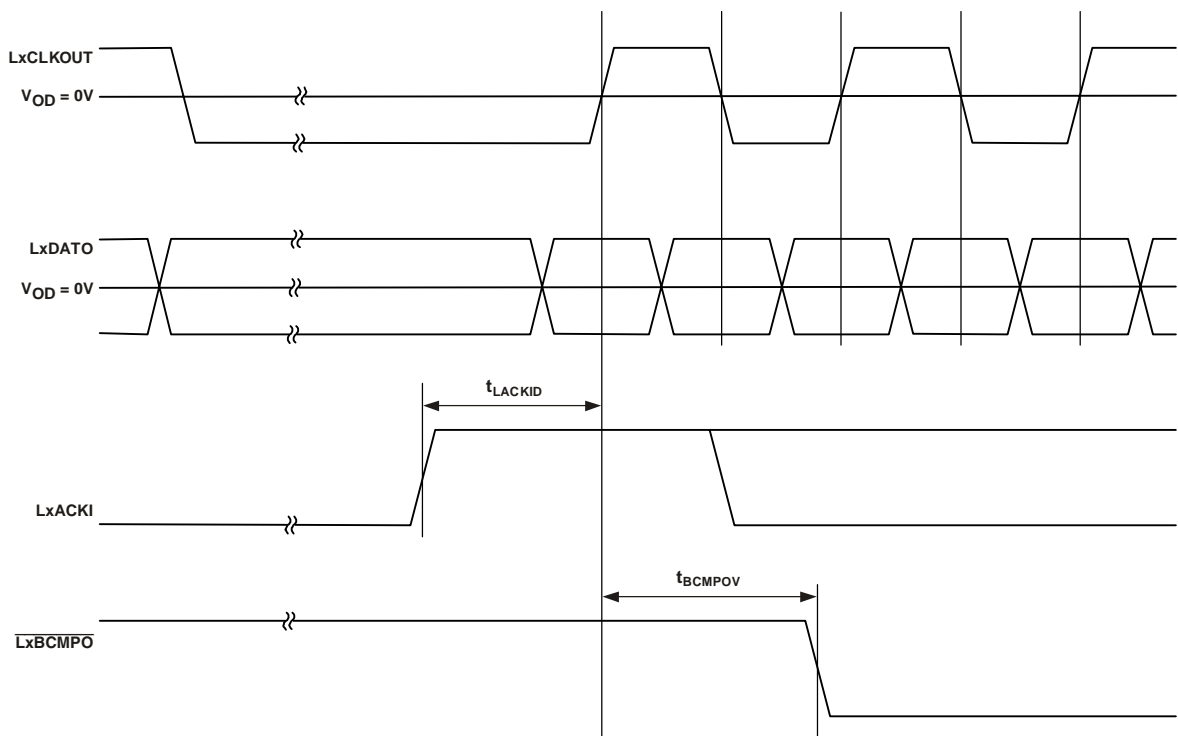 LxCLKOUT
VOD = 0V
LxDATO
VOD = 0V
tLACKID
LxACKI
tBCMPOV
LxBCMPO